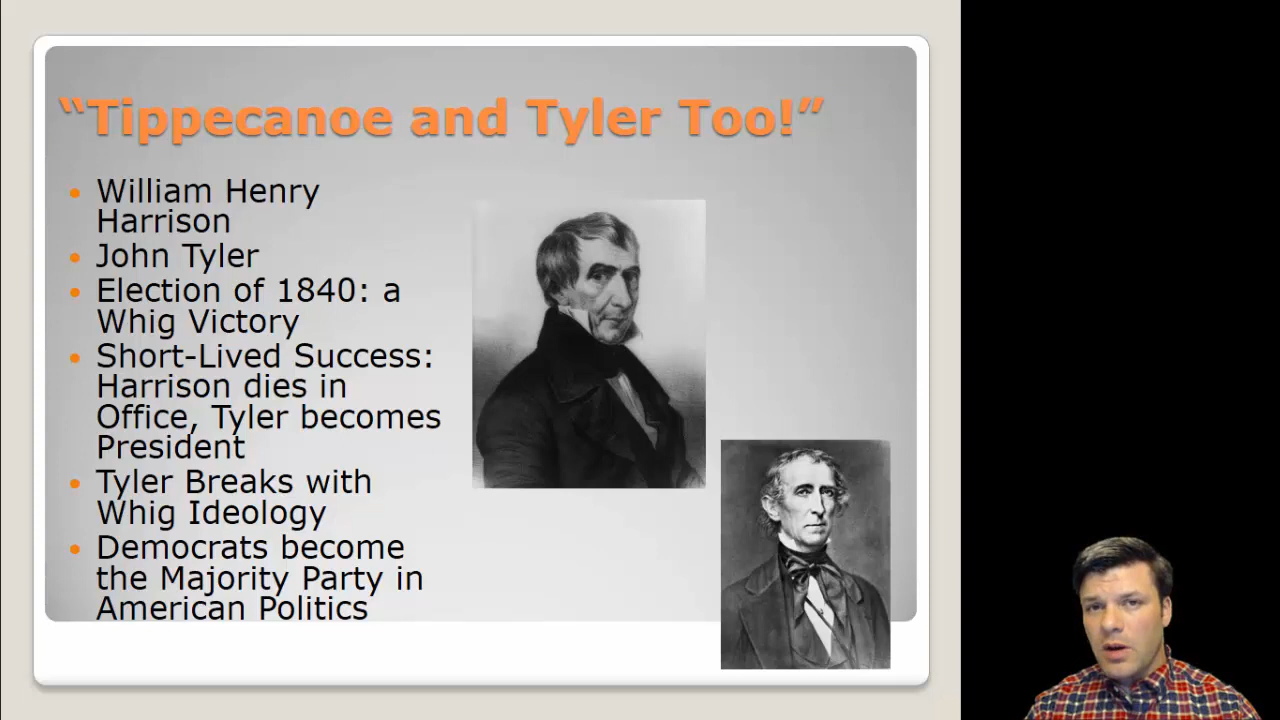 “Tippecanoe and Tyler Too!”
• William Henry
Harrison
• John Tyler
• Election of 1840: a
Whig Victory
• Short-Lived Success:
Harrison dies in
Office, Tyler becomes
President
• Tyler Breaks with
Whig Ideology
• Democrats become
the Majority Party in
American Politics